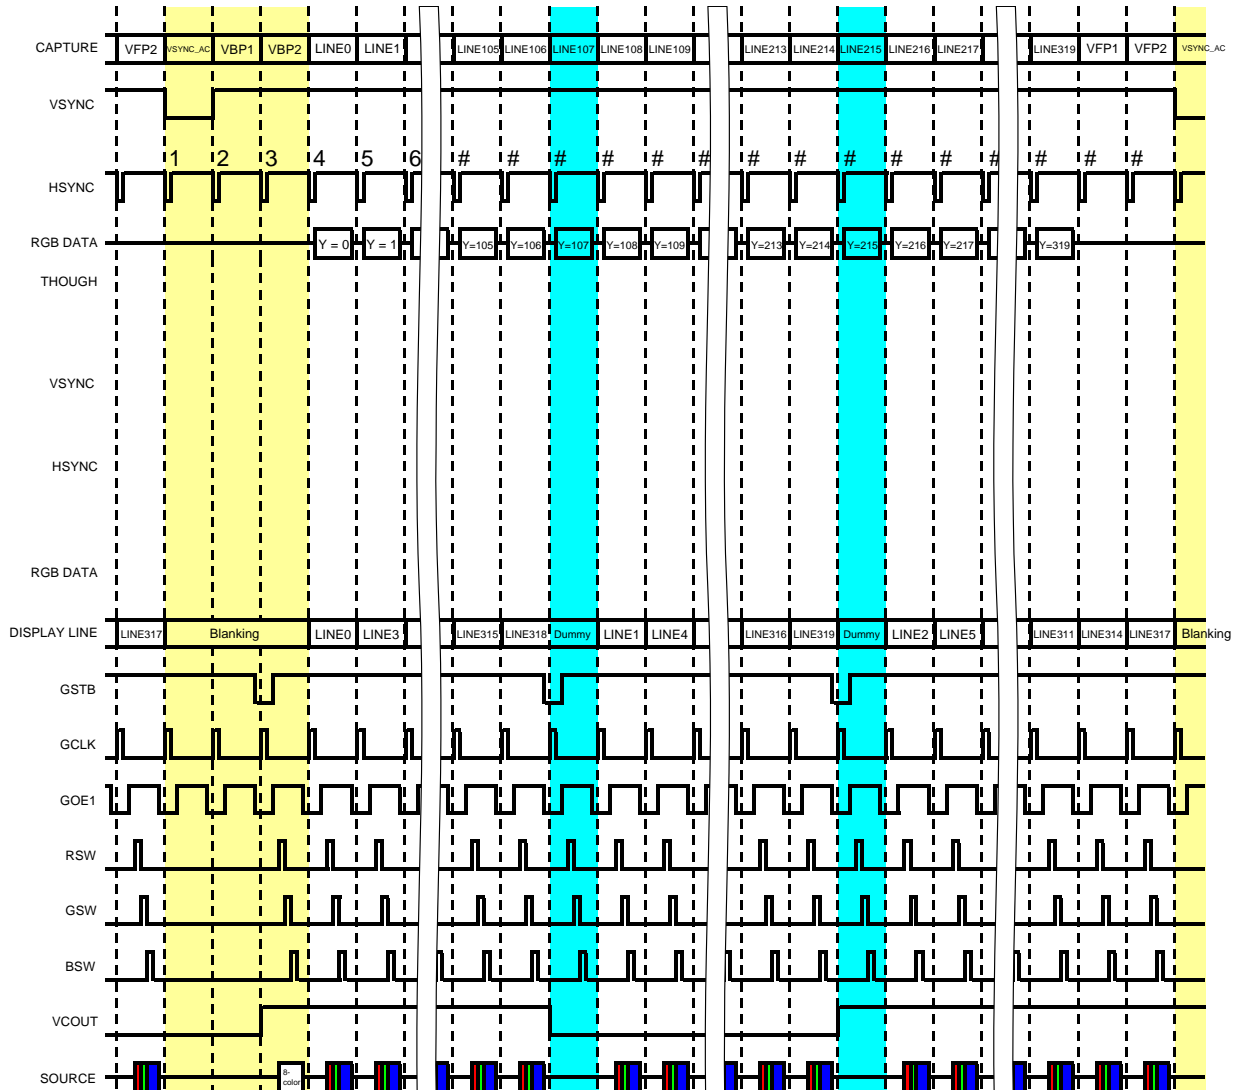 CAPTURE VFP2 VSYNC_AC VBP1 VBP2 LINE0 LINE1 LINE105 LINE106 LINE107 LINE108 LINE109 LINE213 LINE214 LINE215 LINE216 LINE217 LINE319 VFP1 VFP2 VSYNC_AC
VSYNC
1 2 3 4 5 6 # # # # # # # # # # # # # # #
HSYNC
RGB DATA Y = 0 Y = 1 Y=105 Y=106 Y=107 Y=108 Y=109 Y=213 Y=214 Y=215 Y=216 Y=217 Y=319
THOUGH
VSYNC
HSYNC
RGB DATA
DISPLAY LINE LINE317 Blanking LINE0 LINE3 LINE315 LINE318 Dummy LINE1 LINE4 LINE316 LINE319 Dummy LINE2 LINE5 LINE311 LINE314 LINE317 Blanking
GSTB
GCLK
GOE1
RSW
GSW
BSW
VCOUT
SOURCE 8-
color